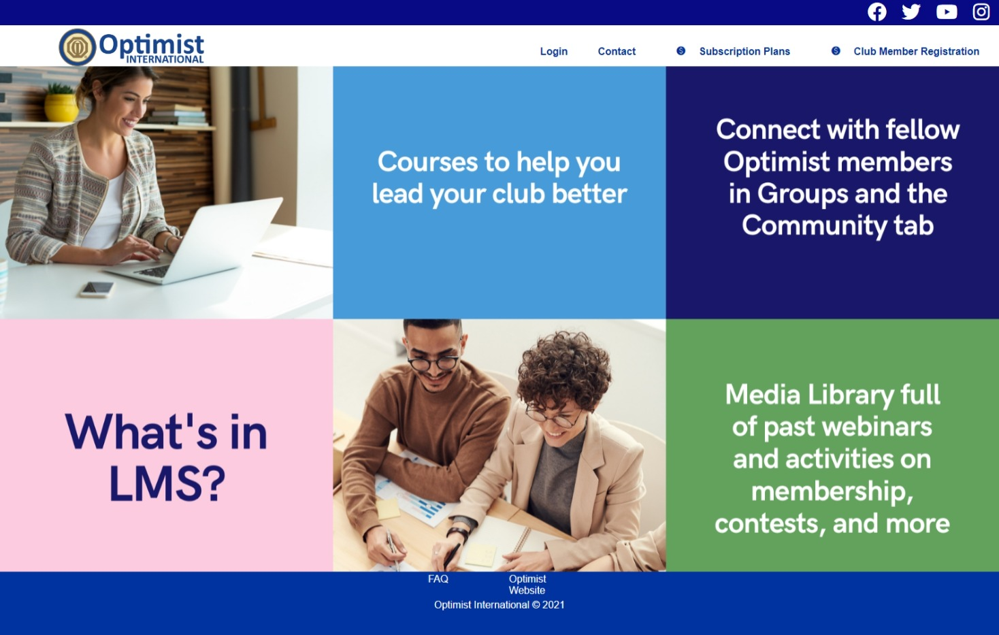 Optimist
INTERNATIONAL
Login
Contact
Subscription Plans
Club Member Registration
Courses to help you
lead your club better
Connect with fellow
Optimist members
in Groups and the
Community tab
What's in
LMS?
Media Library full
of past webinars
and activities on
membership,
contests, and more
FAQ
Optimist
Website
Optimist International © 2021